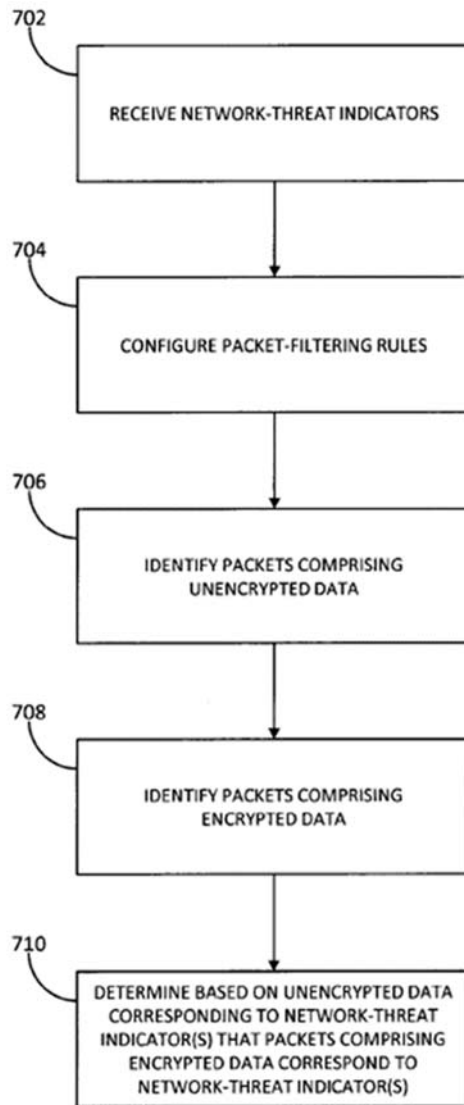 702
RECEIVE NETWORK-THREAT INDICATORS
704
CONFIGURE PACKET-FILTERING RULES
706
IDENTIFY PACKETS COMPRISING
UNENCRYPTED DATA
708
IDENTIFY PACKETS COMPRISING
ENCRYPTED DATA
710
DETERMINE BASED ON UNENCRYPTED DATA
CORRESPONDING TO NETWORK-THREAT
INDICATOR(S) THAT PACKETS COMPRISING
ENCRYPTED DATA CORRESPOND TO
NETWORK-THREAT INDICATOR(S)